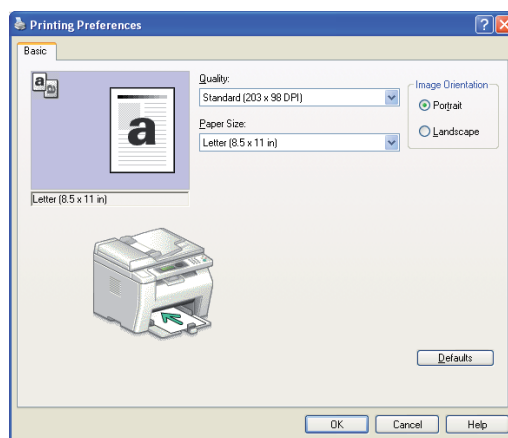 Printing Preferences
Basic
Quality:
Standard (203 x 98 DPI)
Paper Size:
Letter (8.5 x 11 in)
Image Orientation
Portrait
Landscape
a
a
Letter (8.5 x 11 in)
Defaults
OK
Cancel
Help